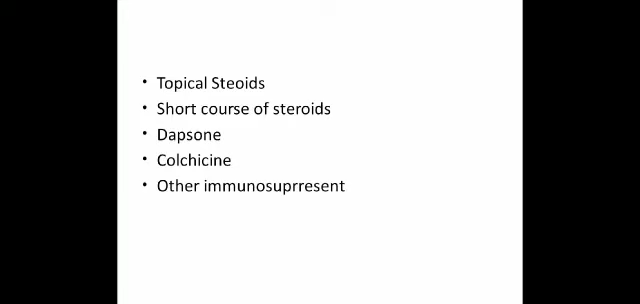 • Topical Steoids
• Short course of steroids
• Dapsone
• Colchicine
• Other immunosuprresent